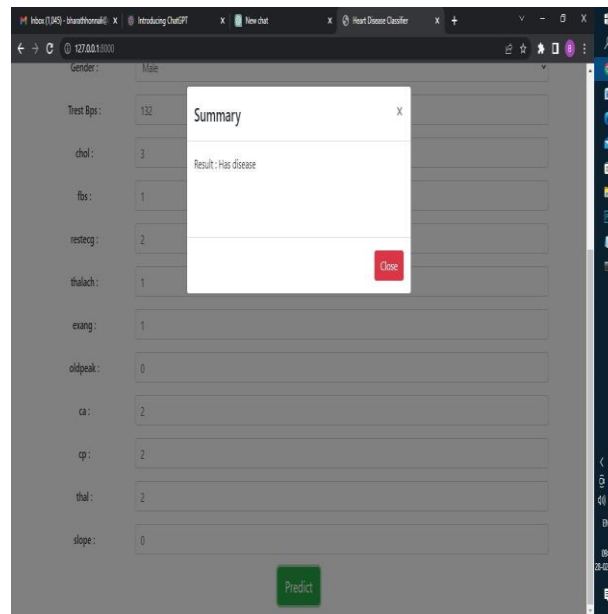 Inbox (1,045) - bharathhonnali@ x
Introducing ChatGPT x
New chat x
Heart Disease Classifier x +
127.0.0.1:8000
Gender : Male
Trest Bps : 132
chol : 3
fbs : 1
restecg : 2
thalach : 1
exang : 1
oldpeak : 0
ca : 2
cp : 2
thal : 2
slope : 0
Predict
Summary x
Result : Has disease
Close